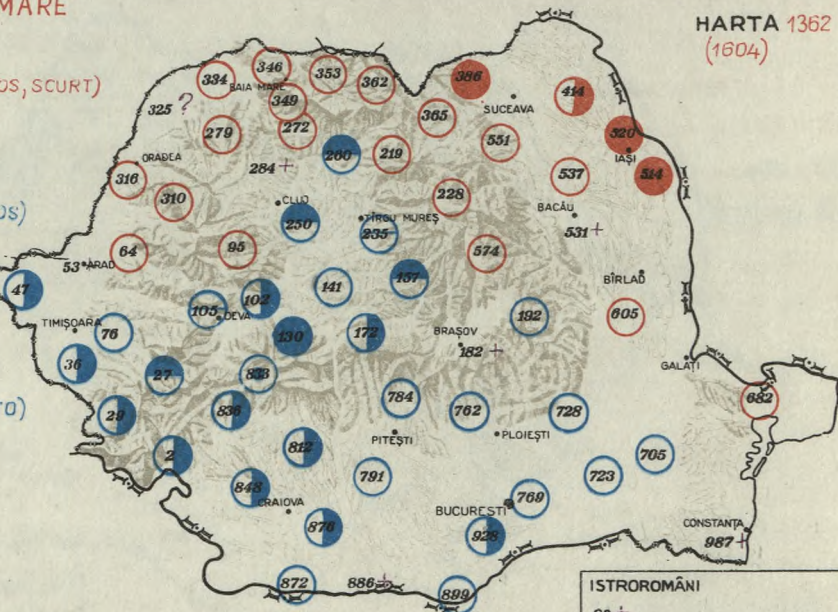 MARE
HARTA 1362
(1604)
OS, SCURT)
346
353
334
BAIA MARE
362
386
414
325 ?
349
SUCEAVA
365
279
272
320
551
IAȘI
ORADEA
260
219
284 +
514
316
537
310
CLUJ
228
BACĂU
OS)
250
TÎRGU MUREȘ
235
531 +
64
95
574
53 ARAD
BÎRLAD
47
102
141
157
105
DEVA
192
605
TIMIȘOARA
76
130
172
BRAȘOV
182 +
36
GALAȚI
27
833
682
29
836
784
762
728
TO)
PITEȘTI
PLOIEȘTI
2
812
705
848
791
723
CRAIOVA
769
BUCUREȘTI
876
928
CONSTANȚA
987 +
872
886 +
899
ISTROROMÂNI